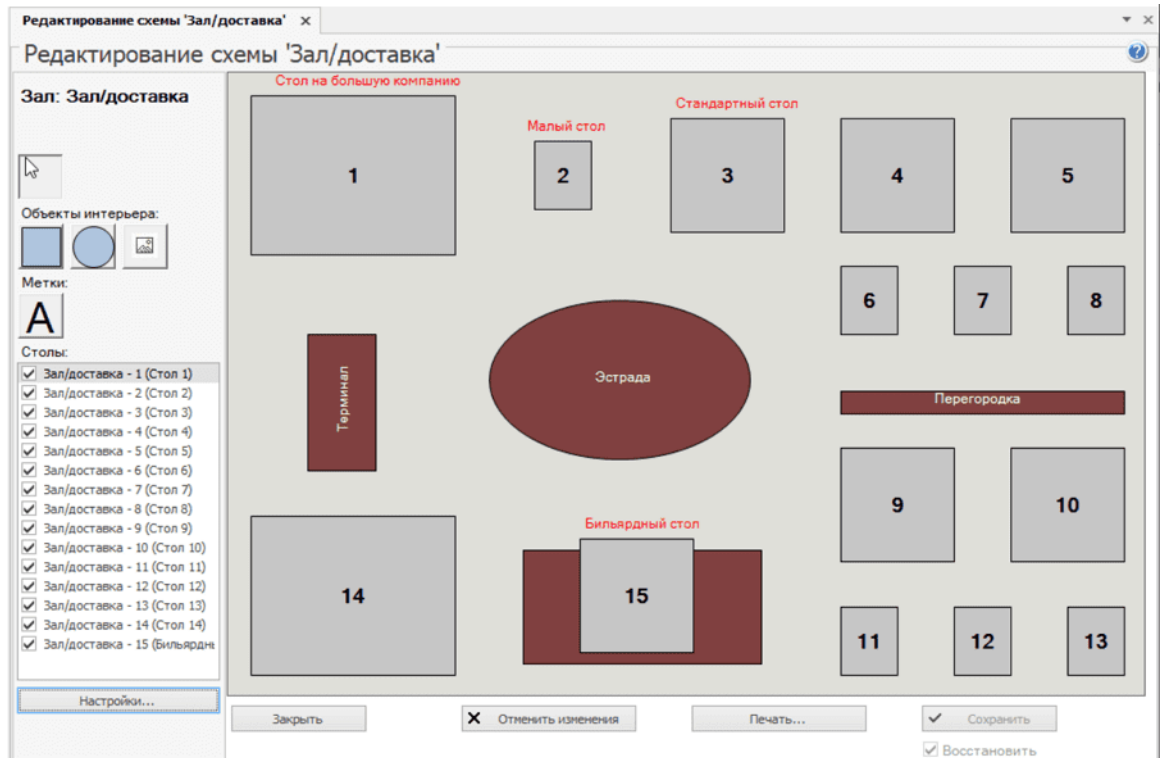 Редактирование схемы 'Зал/доставка'
Редактирование схемы 'Зал/доставка'
Зал: Зал/доставка
Объекты интерьера:
Метки:
A
Столы:
Зал/доставка - 1 (Стол 1)
Зал/доставка - 2 (Стол 2)
Зал/доставка - 3 (Стол 3)
Зал/доставка - 4 (Стол 4)
Зал/доставка - 5 (Стол 5)
Зал/доставка - 6 (Стол 6)
Зал/доставка - 7 (Стол 7)
Зал/доставка - 8 (Стол 8)
Зал/доставка - 9 (Стол 9)
Зал/доставка - 10 (Стол 10)
Зал/доставка - 11 (Стол 11)
Зал/доставка - 12 (Стол 12)
Зал/доставка - 13 (Стол 13)
Зал/доставка - 14 (Стол 14)
Зал/доставка - 15 (Бильярдны
Настройки...
Стол на большую компанию
1
Малый стол
2
Стандартный стол
3
4
5
6
7
8
Терминал
Эстрада
Перегородка
9
10
14
Бильярдный стол
15
11
12
13
Закрыть
Отменить изменения
Печать...
Сохранить
Восстановить